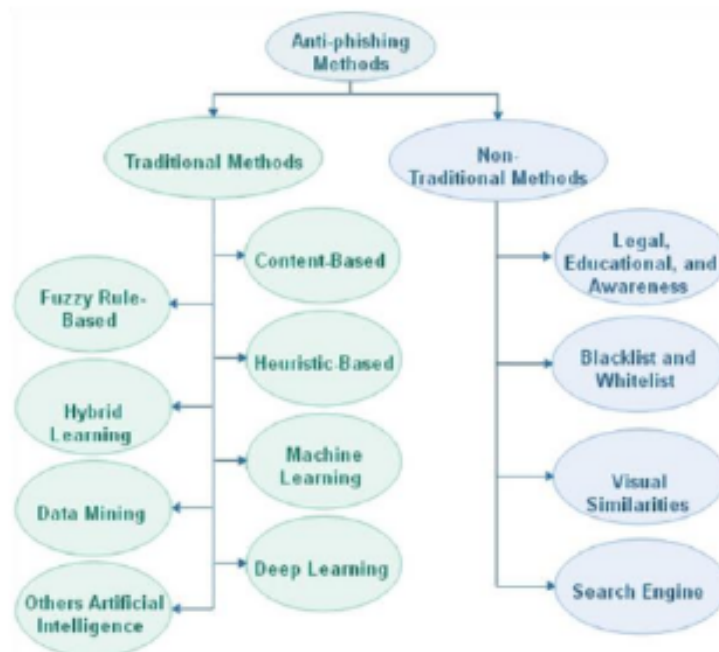 Anti-phishing
Methods
Traditional Methods
Non-
Traditional Methods
Content-Based
Legal,
Educational, and
Awareness
Fuzzy Rule-
Based
Heuristic-Based
Blacklist and
Whitelist
Hybrid
Learning
Machine
Learning
Visual
Similarities
Data Mining
Deep Learning
Search Engine
Others Artificial
Intelligence